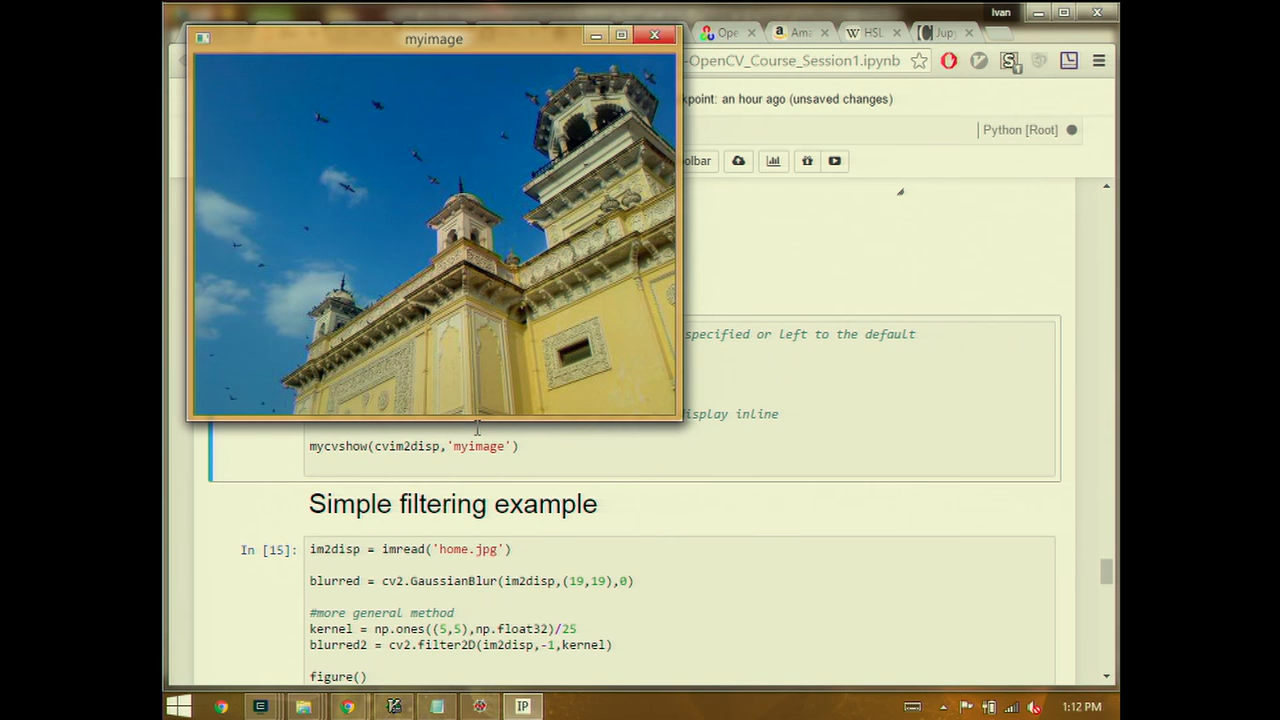 Ivan
myimage
Ope
Ama
HSL
Jup
-OpenCV_Course_Session1.ipynb
kpoint: an hour ago (unsaved changes)
Python [Root]
olbar
specified or left to the default
display inline
mycvshow(cvim2disp,'myimage')
Simple filtering example
In [15]:
im2disp = imread('home.jpg')
blurred = cv2.GaussianBlur(im2disp,(19,19),0)
#more general method
kernel = np.ones((5,5),np.float32)/25
blurred2 = cv2.filter2D(im2disp,-1,kernel)
figure()
IP
1:12 PM